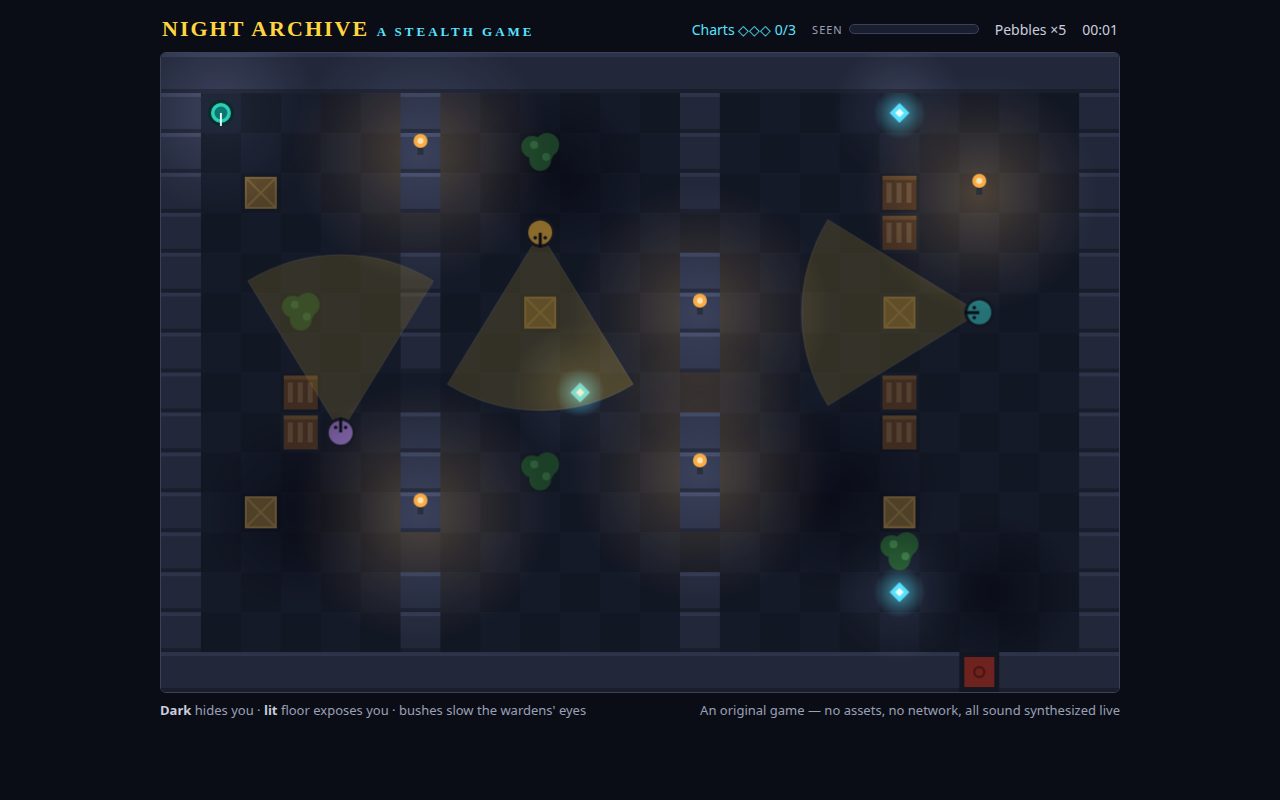 NIGHT ARCHIVE A STEALTH GAME
Charts ◇◇◇ 0/3 SEEN Pebbles ×5 00:01
Dark hides you · lit floor exposes you · bushes slow the wardens' eyes
An original game — no assets, no network, all sound synthesized live